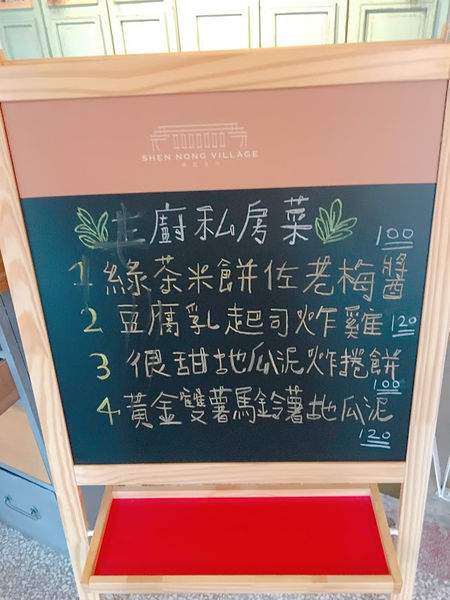 SHEN NONG VILLAGE
主廚私房菜
1 綠茶米餅佐老梅醬 100
2 豆腐乳起司炸雞 120
3 很甜地瓜泥炸捲餅 100
4 黃金雙薯馬鈴薯地瓜泥 120